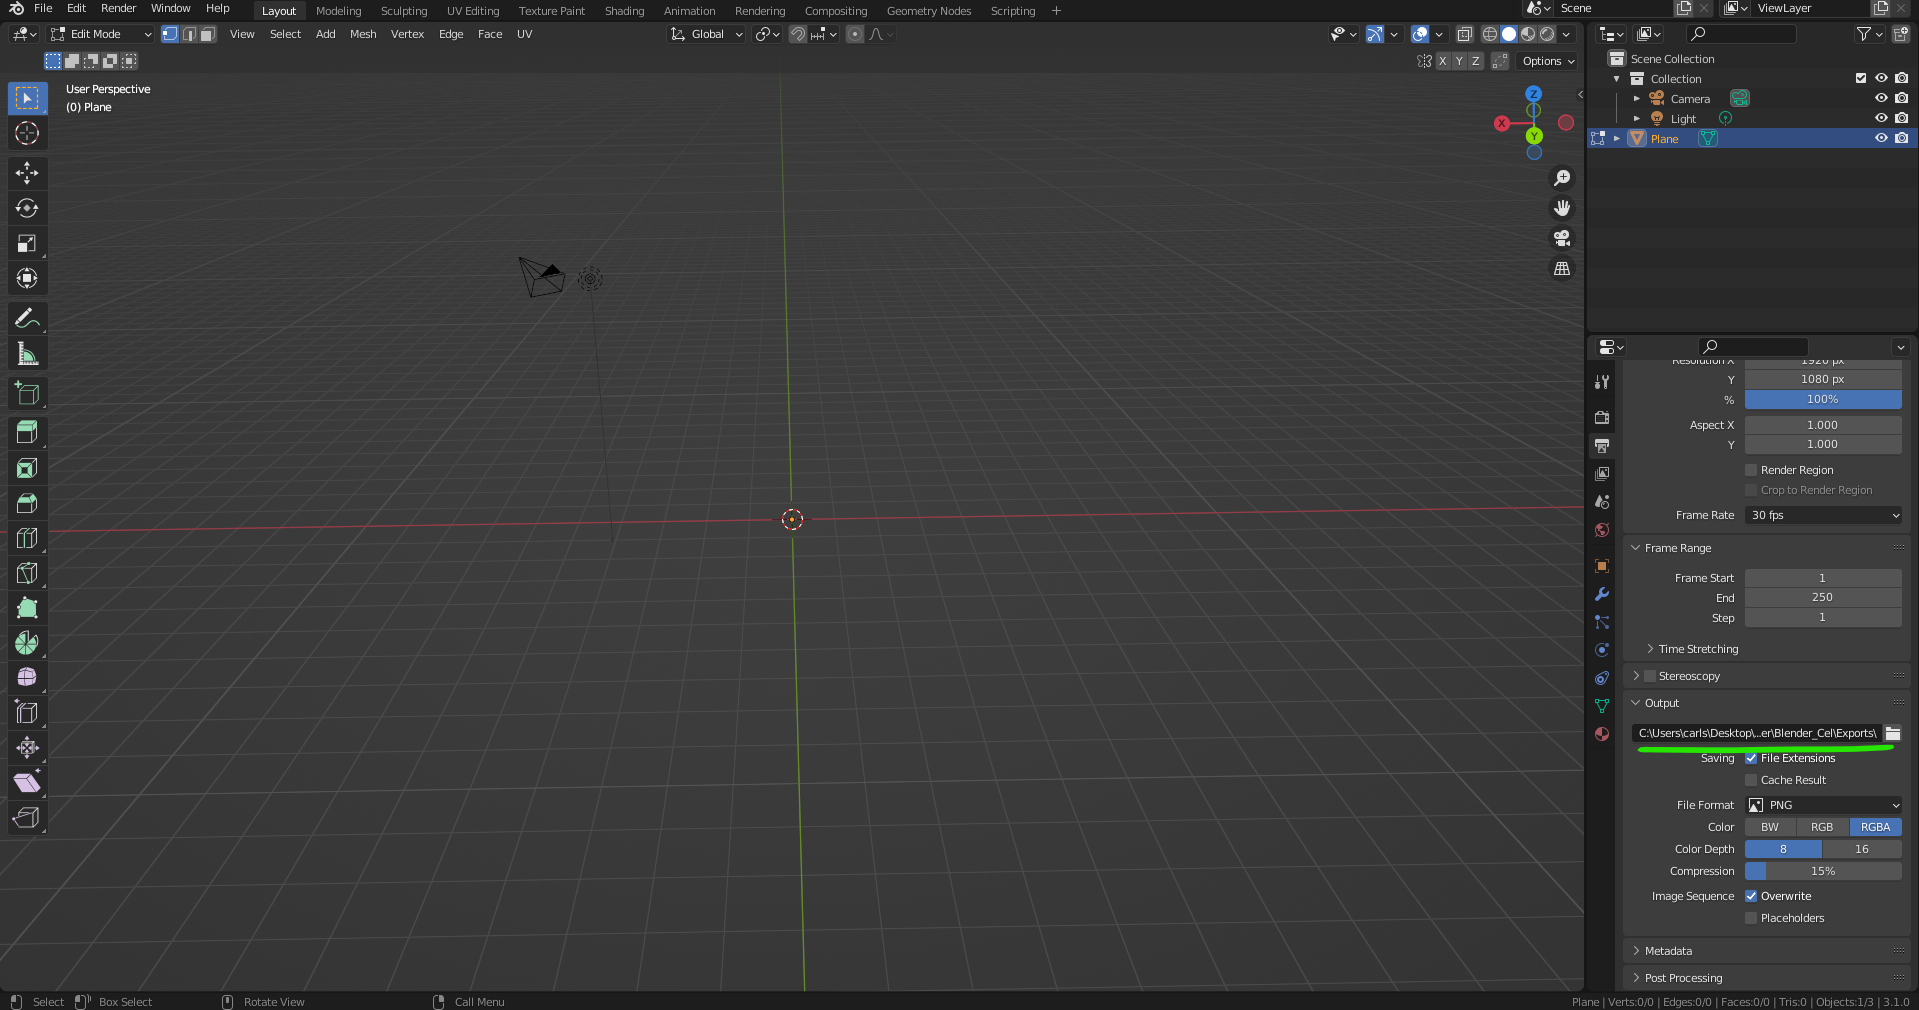 File Edit Render Window Help Layout Modeling Sculpting UV Editing Texture Paint Shading Animation Rendering Compositing Geometry Nodes Scripting + Scene ViewLayer
Edit Mode View Select Add Mesh Vertex Edge Face UV Global
X Y Z Options
User Perspective
(0) Plane
Z
X
Y
Scene Collection
Collection
Camera
Light
Plane
Resolution X 1920 px
Y 1080 px
% 100%
Aspect X 1.000
Y 1.000
Render Region
Crop to Render Region
Frame Rate 30 fps
Frame Range
Frame Start 1
End 250
Step 1
Time Stretching
Stereoscopy
Output
C:\Users\carls\Desktop\...er\Blender_Cel\Exports\
Saving File Extensions
Cache Result
File Format PNG
Color BW RGB RGBA
Color Depth 8 16
Compression 15%
Image Sequence Overwrite
Placeholders
Metadata
Post Processing
Select Box Select Rotate View Call Menu Plane | Verts:0/0 | Edges:0/0 | Faces:0/0 | Tris:0 | Objects:1/3 | 3.1.0